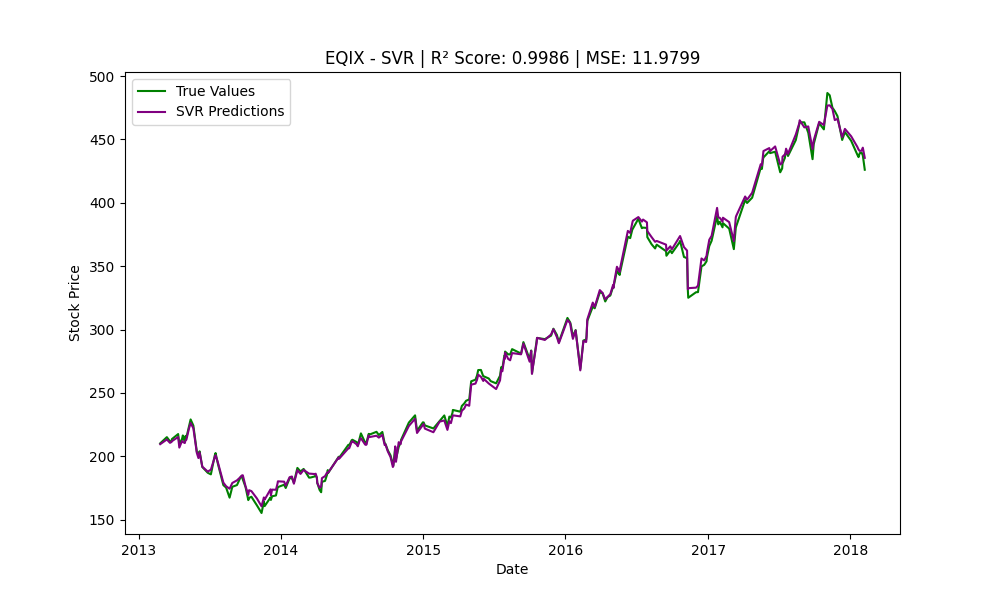 EQIX - SVR | R² Score: 0.9986 | MSE: 11.9799
True Values
SVR Predictions
Stock Price
500
450
400
350
300
250
200
150
2013 2014 2015 2016 2017 2018
Date